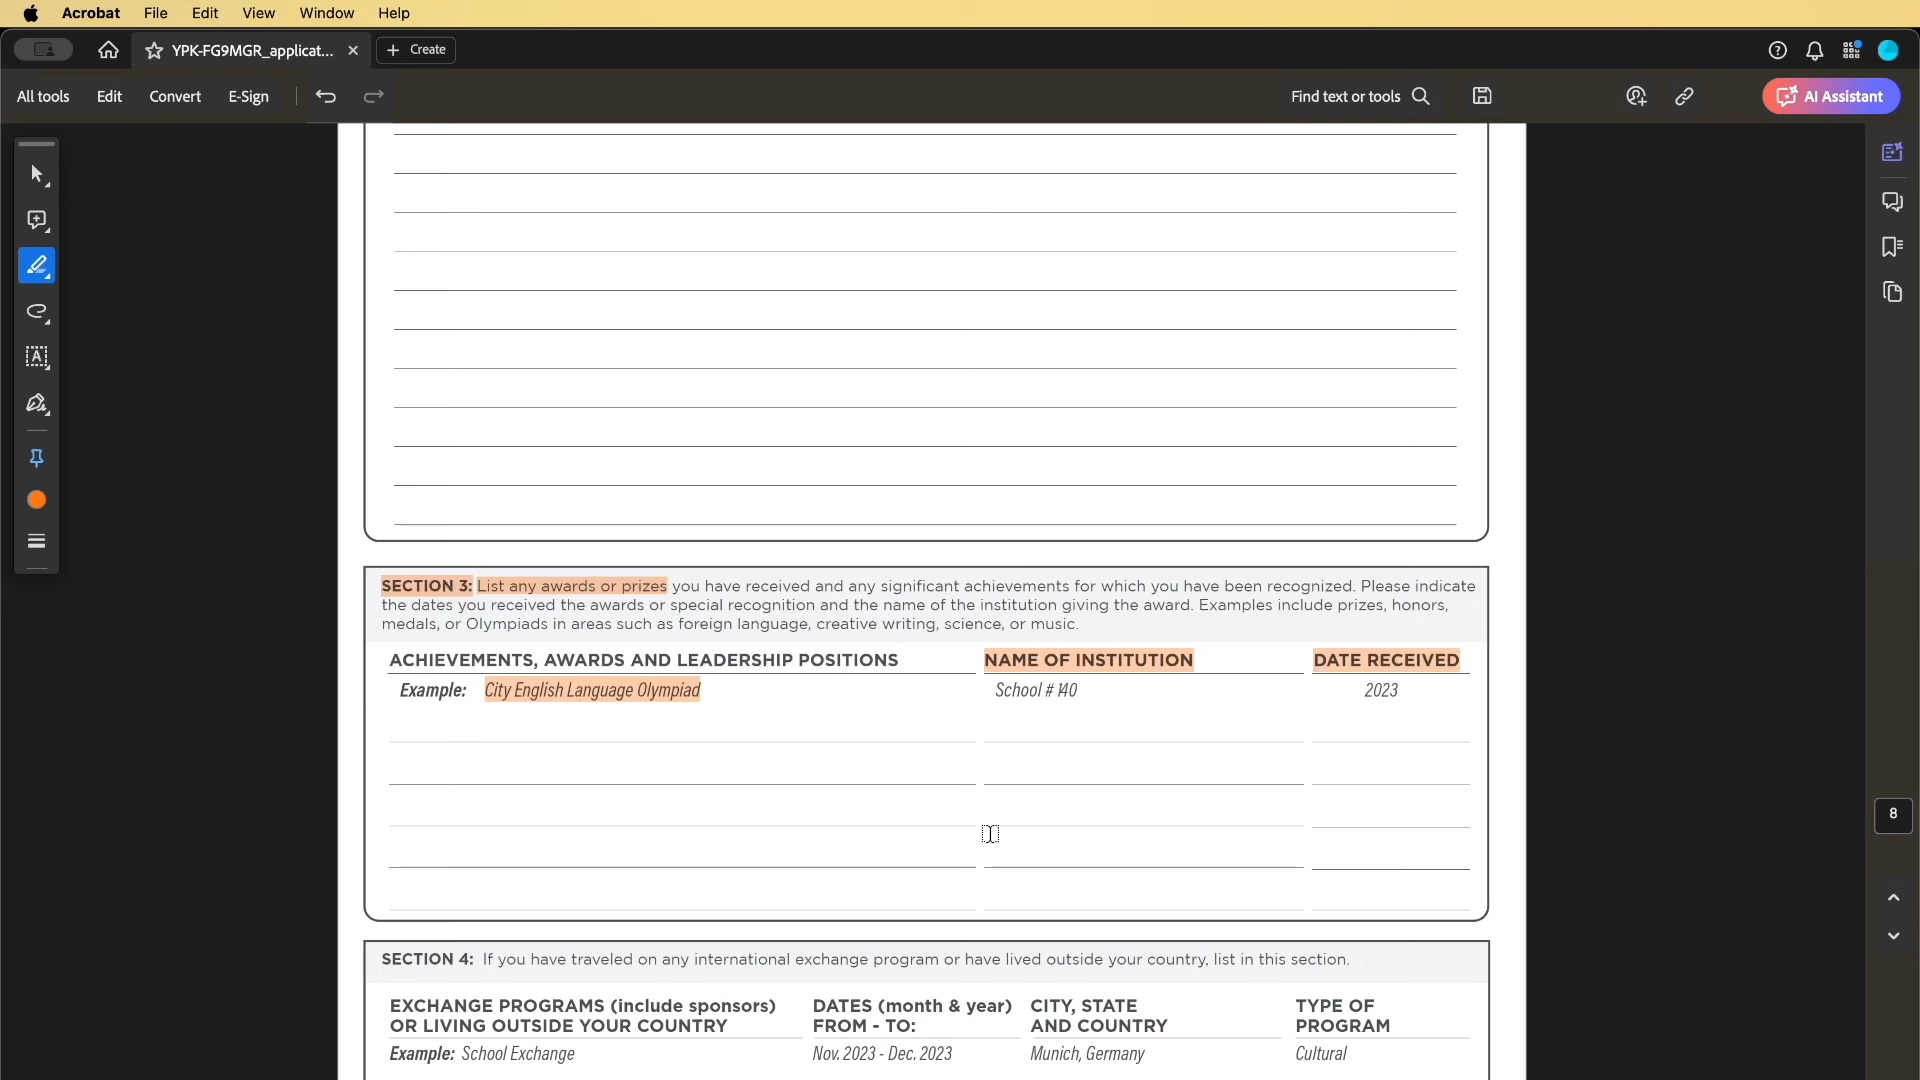 Acrobat File Edit View Window Help
YPK-FG9MGR_applicat... Create
All tools Edit Convert E-Sign Find text or tools AI Assistant
SECTION 3: List any awards or prizes you have received and any significant achievements for which you have been recognized. Please indicate
the dates you received the awards or special recognition and the name of the institution giving the award. Examples include prizes, honors,
medals, or Olympiads in areas such as foreign language, creative writing, science, or music.
ACHIEVEMENTS, AWARDS AND LEADERSHIP POSITIONS NAME OF INSTITUTION DATE RECEIVED
Example: City English Language Olympiad School # 140 2023
8
SECTION 4: If you have traveled on any international exchange program or have lived outside your country, list in this section.
EXCHANGE PROGRAMS (include sponsors) DATES (month & year) CITY, STATE TYPE OF
OR LIVING OUTSIDE YOUR COUNTRY FROM - TO: AND COUNTRY PROGRAM
Example: School Exchange Nov. 2023 - Dec. 2023 Munich, Germany Cultural